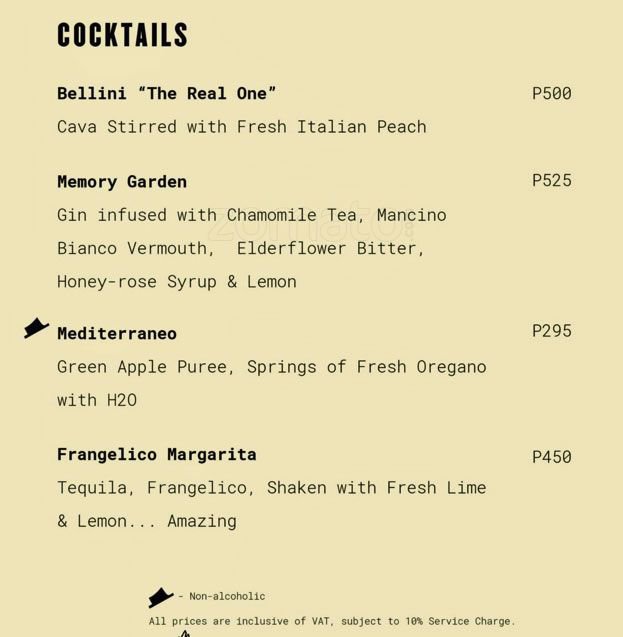 COCKTAILS
Bellini “The Real One” P500
Cava Stirred with Fresh Italian Peach
Memory Garden P525
Gin infused with Chamomile Tea, Mancino
Bianco Vermouth, Elderflower Bitter,
zomato
Honey-rose Syrup & Lemon
Mediterraneo P295
Green Apple Puree, Springs of Fresh Oregano
with H2O
Frangelico Margarita P450
Tequila, Frangelico, Shaken with Fresh Lime
& Lemon... Amazing
- Non-alcoholic
All prices are inclusive of VAT, subject to 10% Service Charge.